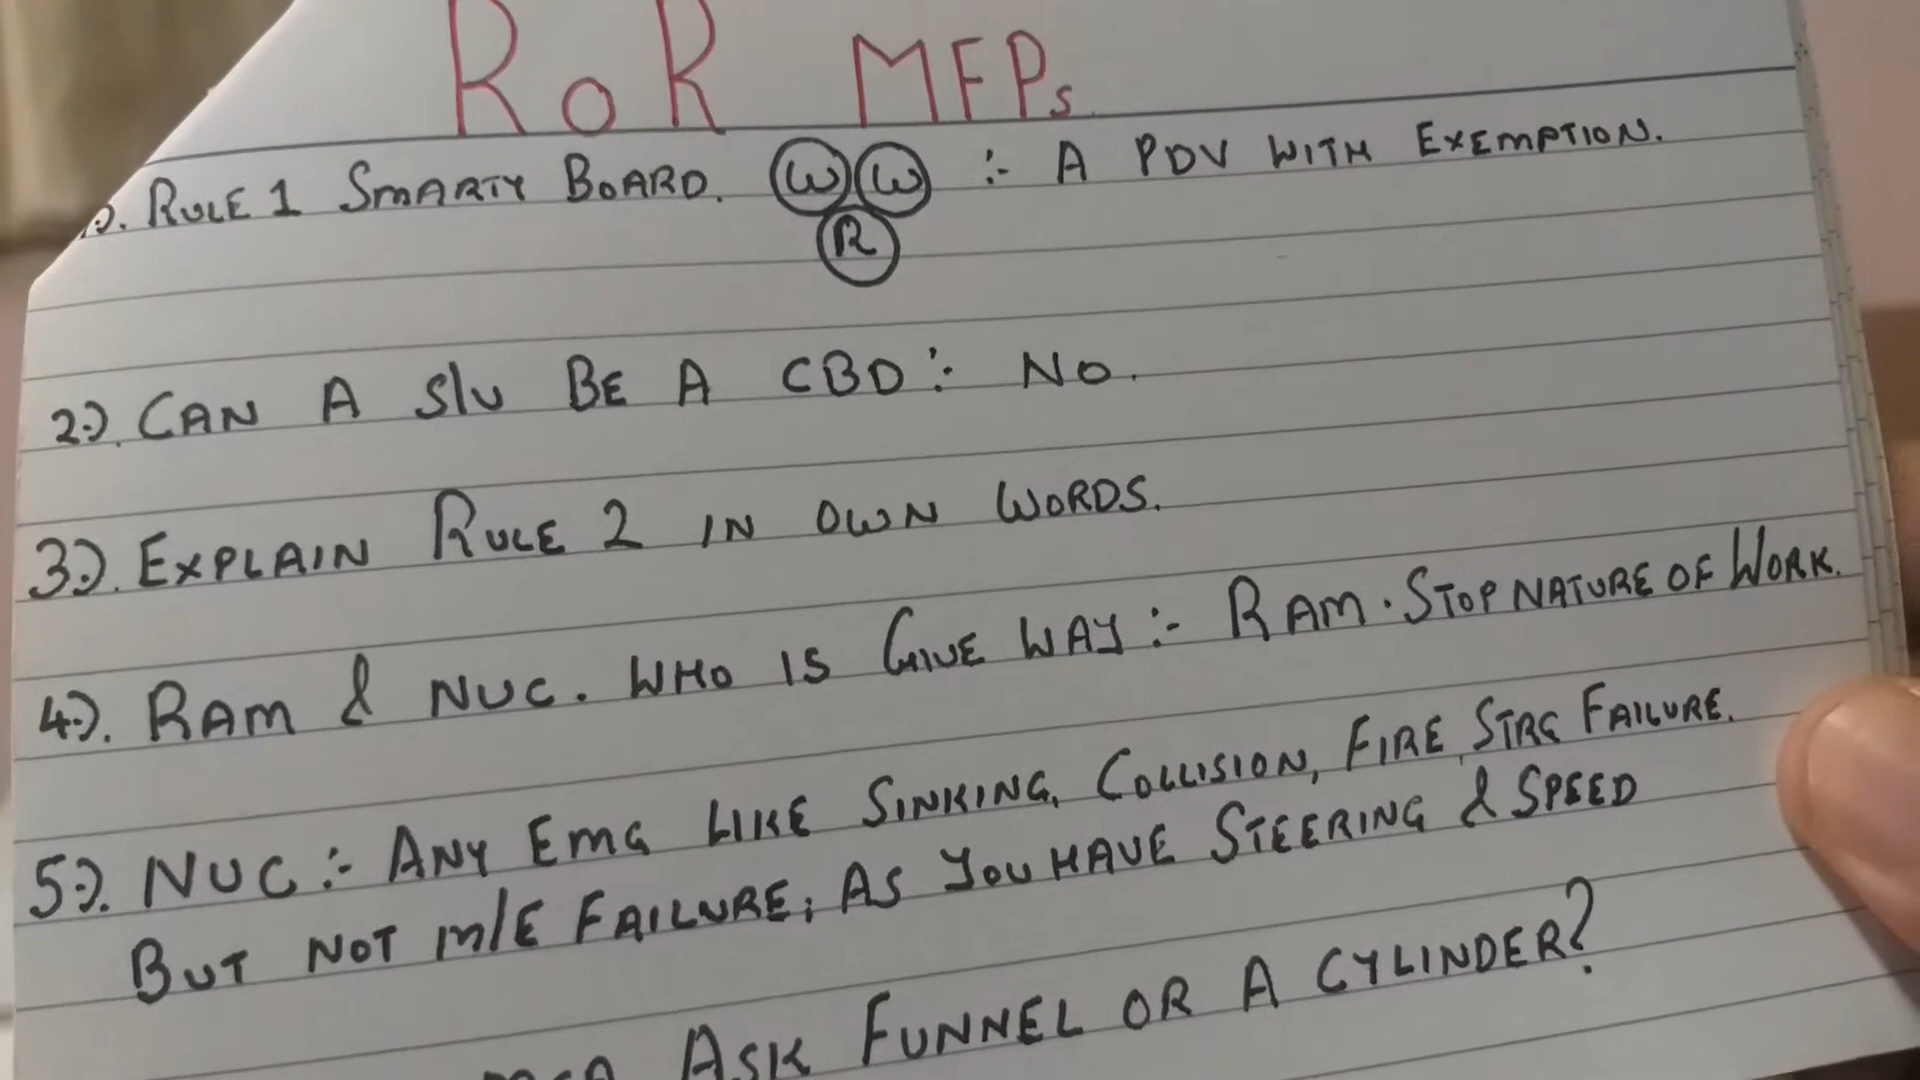 RoR MFPs
1). RULE 1 SMARTY BOARD. W W :- A PDV WITH EXEMPTION.
R
2:). CAN A S/V BE A CBD :- NO.
3:). EXPLAIN RULE 2 IN OWN WORDS.
4:). RAM & NUC. WHO IS GIVE WAY :- RAM. STOP NATURE OF WORK.
5:). NUC :- ANY EMG LIKE SINKING, COLLISION, FIRE, STRG FAILURE.
BUT NOT M/E FAILURE; AS YOU HAVE STEERING & SPEED
ASK FUNNEL OR A CYLINDER?